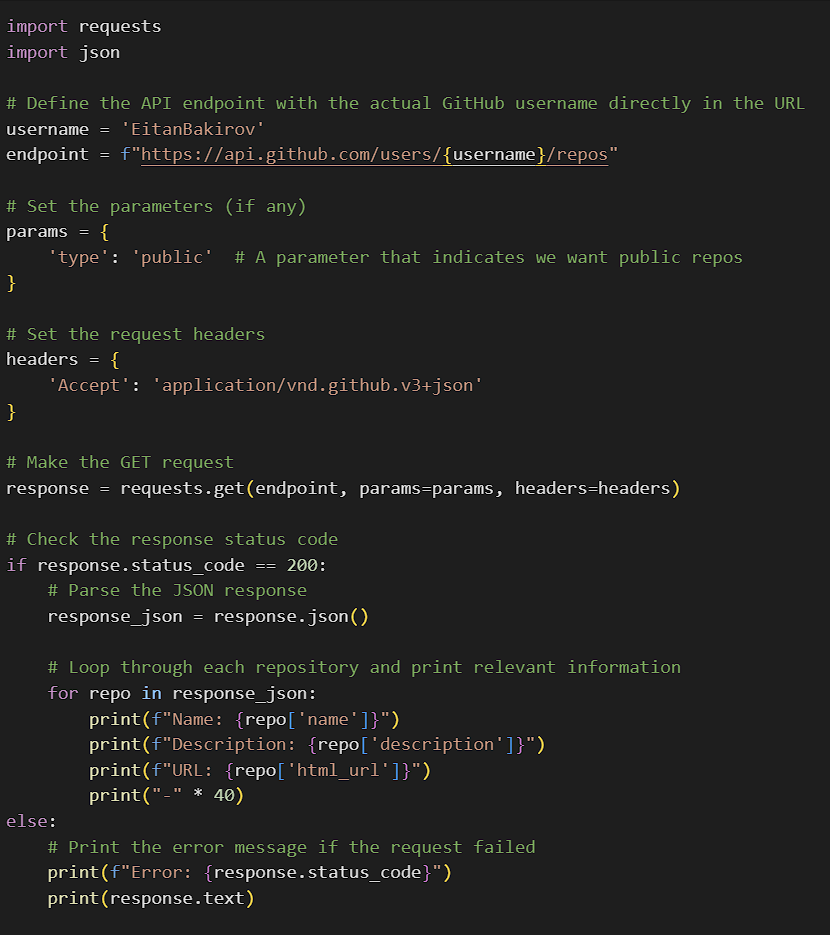 import requests
import json
# Define the API endpoint with the actual GitHub username directly in the URL
username = 'EitanBakirov'
endpoint = f"https://api.github.com/users/{username}/repos"
# Set the parameters (if any)
params = {
    'type': 'public'  # A parameter that indicates we want public repos
}
# Set the request headers
headers = {
    'Accept': 'application/vnd.github.v3+json'
}
# Make the GET request
response = requests.get(endpoint, params=params, headers=headers)
# Check the response status code
if response.status_code == 200:
    # Parse the JSON response
    response_json = response.json()
    # Loop through each repository and print relevant information
    for repo in response_json:
        print(f"Name: {repo['name']}")
        print(f"Description: {repo['description']}")
        print(f"URL: {repo['html_url']}")
        print("-" * 40)
else:
    # Print the error message if the request failed
    print(f"Error: {response.status_code}")
    print(response.text)